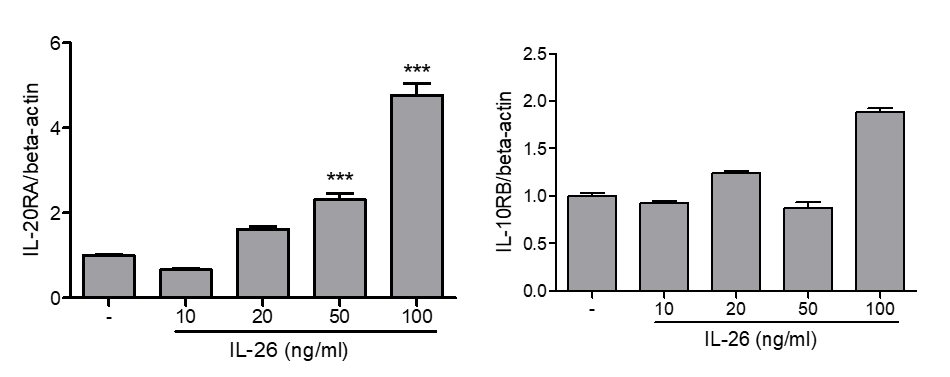 IL-20RA/beta-actin
6
4
2
0
***
***
- 10 20 50 100
IL-26 (ng/ml)
IL-10RB/beta-actin
2.5
2.0
1.5
1.0
0.5
0.0
- 10 20 50 100
IL-26 (ng/ml)